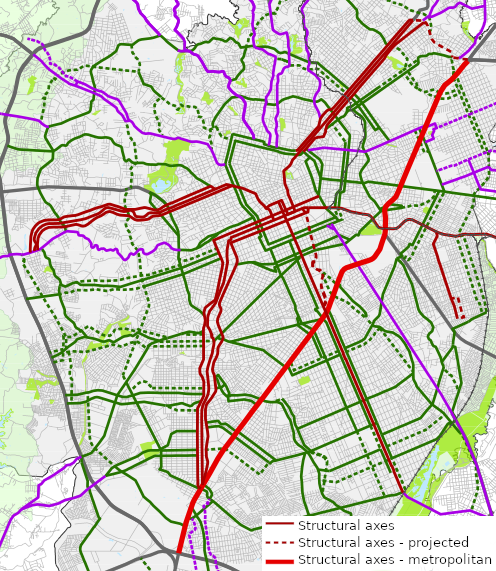 Structural axes
Structural axes - projected
Structural axes - metropolitan